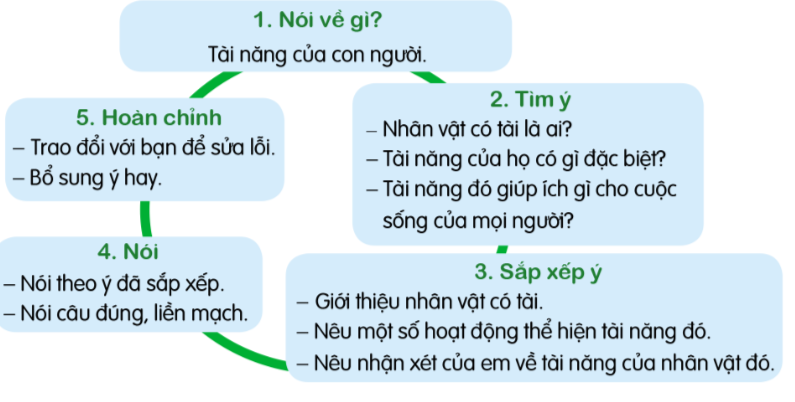 1. Nói về gì?
Tài năng của con người.
2. Tìm ý
– Nhân vật có tài là ai?
– Tài năng của họ có gì đặc biệt?
– Tài năng đó giúp ích gì cho cuộc
sống của mọi người?
3. Sắp xếp ý
– Giới thiệu nhân vật có tài.
– Nêu một số hoạt động thể hiện tài năng đó.
– Nêu nhận xét của em về tài năng của nhân vật đó.
4. Nói
– Nói theo ý đã sắp xếp.
– Nói câu đúng, liền mạch.
5. Hoàn chỉnh
– Trao đổi với bạn để sửa lỗi.
– Bổ sung ý hay.